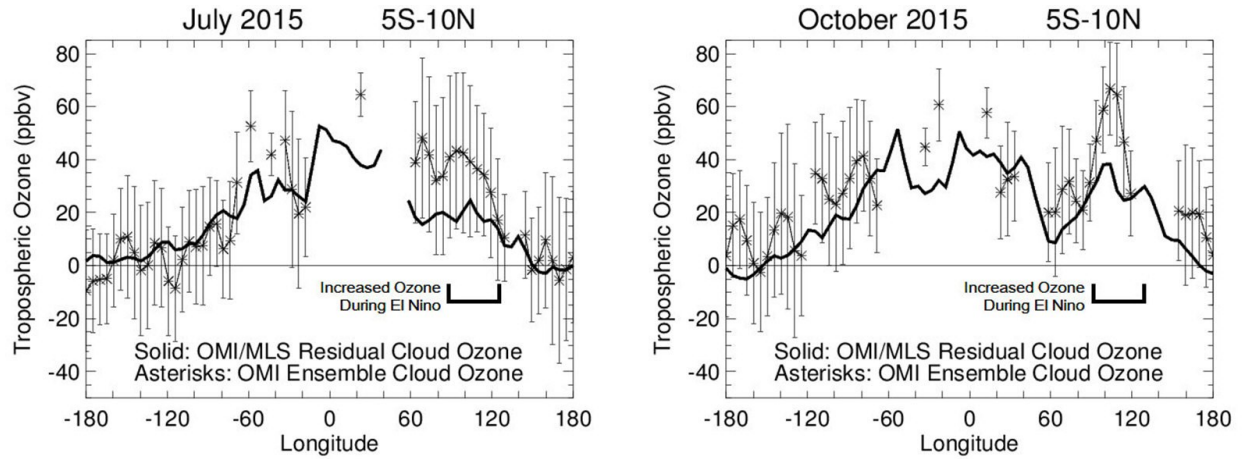 July 2015 5S-10N
Tropospheric Ozone (ppbv)
80
60
40
20
0
-20
-40
Increased Ozone
During El Nino
Solid: OMI/MLS Residual Cloud Ozone
Asterisks: OMI Ensemble Cloud Ozone
-180 -120 -60 0 60 120 180
Longitude
October 2015 5S-10N
Tropospheric Ozone (ppbv)
80
60
40
20
0
-20
-40
Increased Ozone
During El Nino
Solid: OMI/MLS Residual Cloud Ozone
Asterisks: OMI Ensemble Cloud Ozone
-180 -120 -60 0 60 120 180
Longitude